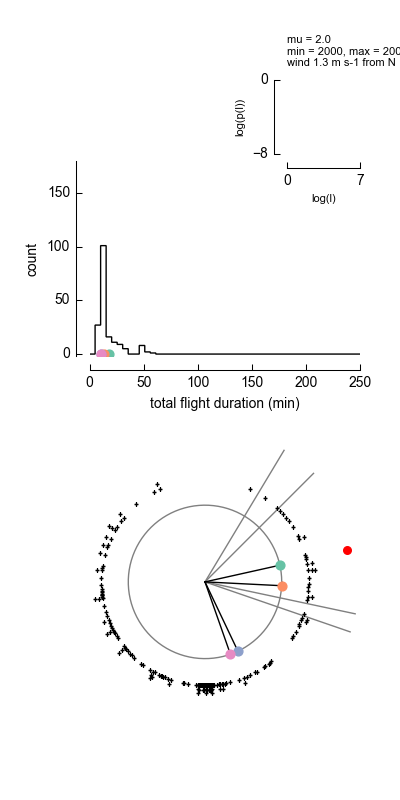 mu = 2.0
min = 2000, max = 200
wind 1.3 m s-1 from N
0
log(p(l))
−8
0 7
log(l)
150
100
50
0
count
0 50 100 150 200 250
total flight duration (min)